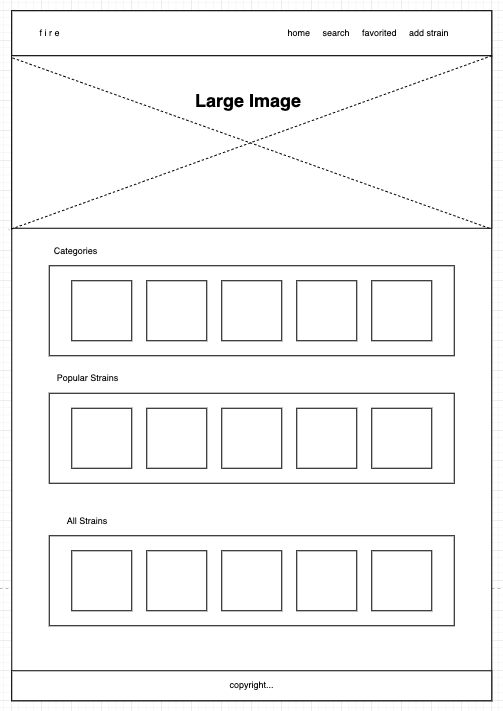 f i r e
home search favorited add strain
Large Image
Categories
Popular Strains
All Strains
copyright...